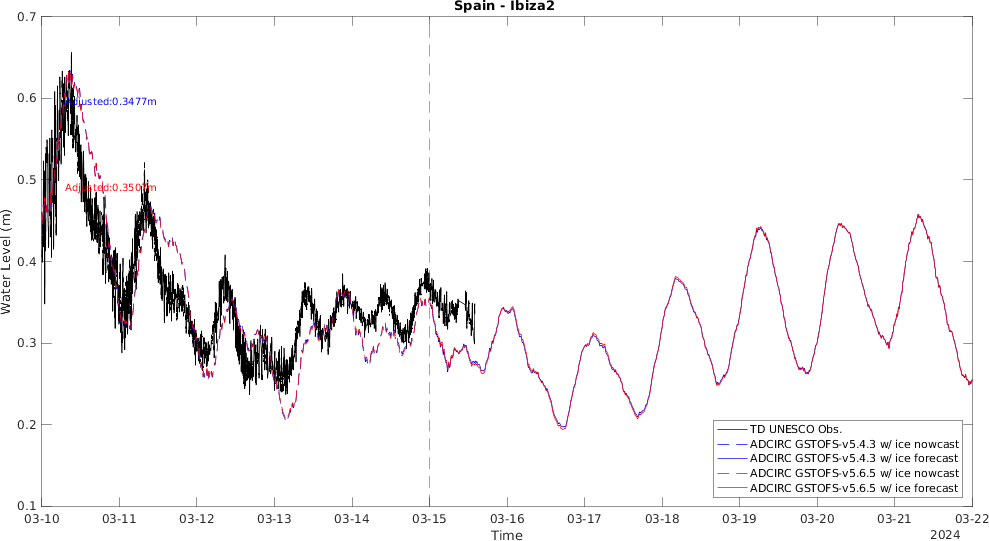 Spain - Ibiza2
0.7
0.6
0.5
0.4
0.3
0.2
0.1
Water Level (m)
Adjusted:0.3477m
Adjusted:0.3507m
TD UNESCO Obs.
ADCIRC GSTOFS-v5.4.3 w/ ice nowcast
ADCIRC GSTOFS-v5.4.3 w/ ice forecast
ADCIRC GSTOFS-v5.6.5 w/ ice nowcast
ADCIRC GSTOFS-v5.6.5 w/ ice forecast
03-10 03-11 03-12 03-13 03-14 03-15 03-16 03-17 03-18 03-19 03-20 03-21 03-22
Time
2024